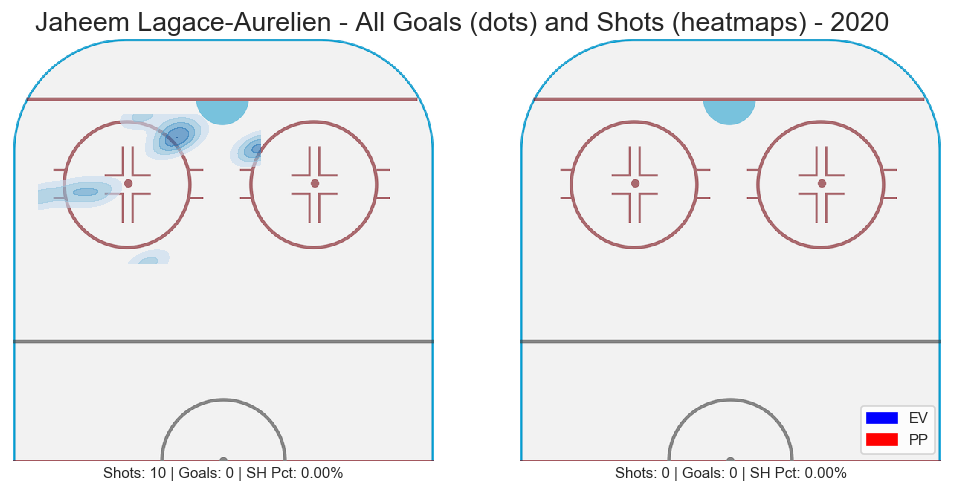 Jaheem Lagace-Aurelien - All Goals (dots) and Shots (heatmaps) - 2020
EV
PP
Shots: 10 | Goals: 0 | SH Pct: 0.00%
Shots: 0 | Goals: 0 | SH Pct: 0.00%